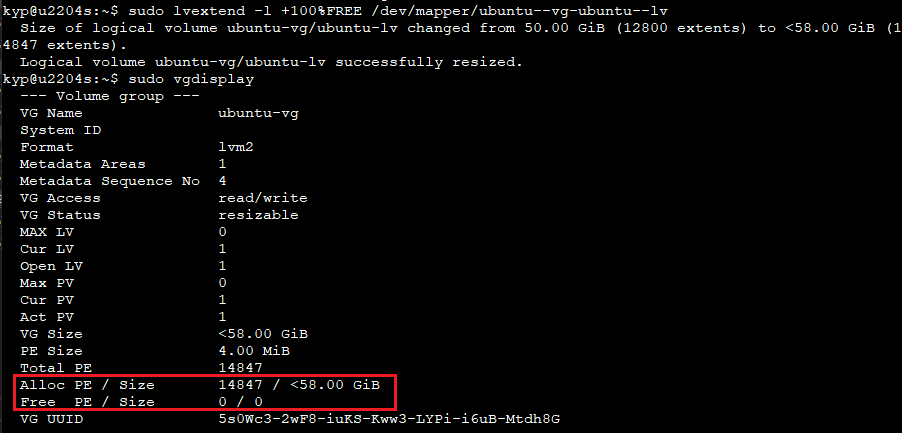 kyp@u2204s:~$ sudo lvextend -l +100%FREE /dev/mapper/ubuntu--vg-ubuntu--lv
  Size of logical volume ubuntu-vg/ubuntu-lv changed from 50.00 GiB (12800 extents) to <58.00 GiB (1
4847 extents).
  Logical volume ubuntu-vg/ubuntu-lv successfully resized.
kyp@u2204s:~$ sudo vgdisplay
  --- Volume group ---
  VG Name               ubuntu-vg
  System ID
  Format                lvm2
  Metadata Areas        1
  Metadata Sequence No  4
  VG Access             read/write
  VG Status             resizable
  MAX LV                0
  Cur LV                1
  Open LV               1
  Max PV                0
  Cur PV                1
  Act PV                1
  VG Size               <58.00 GiB
  PE Size               4.00 MiB
  Total PE              14847
  Alloc PE / Size       14847 / <58.00 GiB
  Free  PE / Size       0 / 0
  VG UUID               5s0Wc3-2wF8-iuKS-Kww3-LYPi-i6uB-Mtdh8G